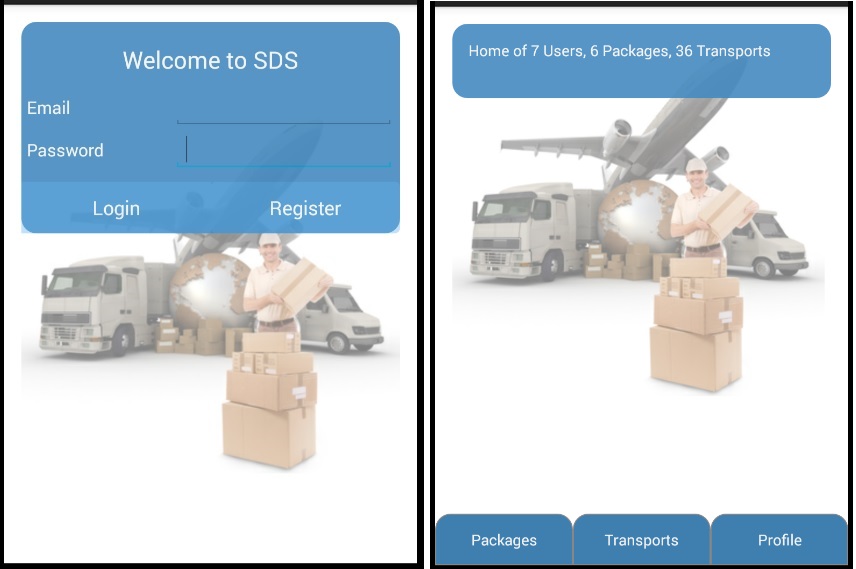 Welcome to SDS
Email
Password
Login Register
Home of 7 Users, 6 Packages, 36 Transports
Packages Transports Profile